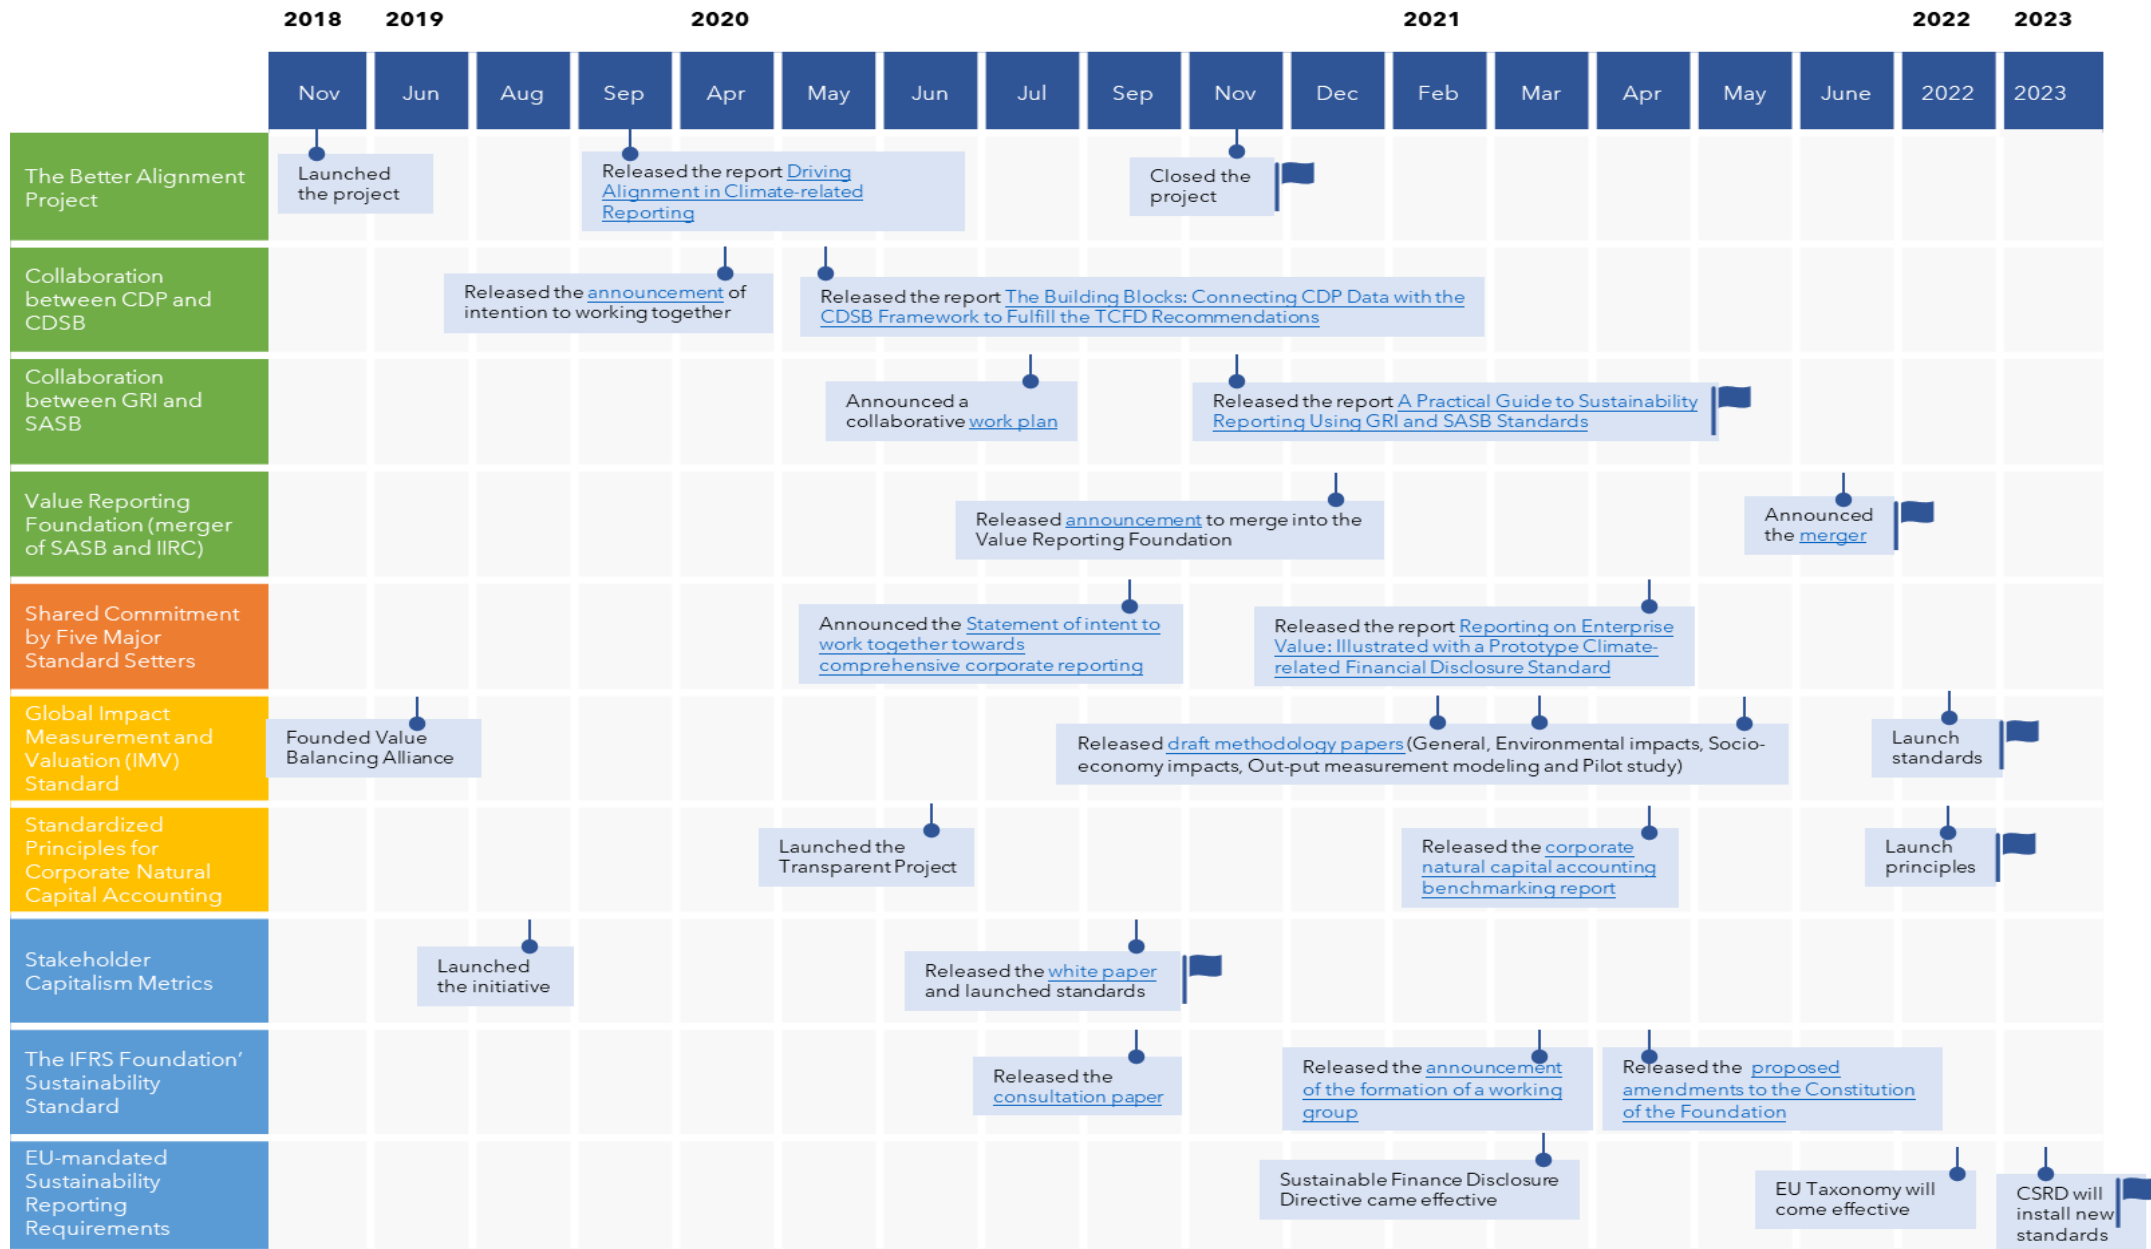 2018 2019 2020 2021 2022 2023
Nov Jun Aug Sep Apr May Jun Jul Sep Nov Dec Feb Mar Apr May June 2022 2023
The Better Alignment
Project
Launched
the project
Released the report Driving
Alignment in Climate-related
Reporting
Closed the
project
Collaboration
between CDP and
CDSB
Released the announcement of
intention to working together
Released the report The Building Blocks: Connecting CDP Data with the
CDSB Framework to Fulfill the TCFD Recommendations
Collaboration
between GRI and
SASB
Announced a
collaborative work plan
Released the report A Practical Guide to Sustainability
Reporting Using GRI and SASB Standards
Value Reporting
Foundation (merger
of SASB and IIRC)
Released announcement to merge into the
Value Reporting Foundation
Announced
the merger
Shared Commitment
by Five Major
Standard Setters
Announced the Statement of intent to
work together towards
comprehensive corporate reporting
Released the report Reporting on Enterprise
Value: Illustrated with a Prototype Climate-
related Financial Disclosure Standard
Global Impact
Measurement and
Valuation (IMV)
Standard
Founded Value
Balancing Alliance
Released draft methodology papers (General, Environmental impacts, Socio-
economy impacts, Out-put measurement modeling and Pilot study)
Launch
standards
Standardized
Principles for
Corporate Natural
Capital Accounting
Launched the
Transparent Project
Released the corporate
natural capital accounting
benchmarking report
Launch
principles
Stakeholder
Capitalism Metrics
Launched
the initiative
Released the white paper
and launched standards
The IFRS Foundation'
Sustainability
Standard
Released the
consultation paper
Released the announcement
of the formation of a working
group
Released the proposed
amendments to the Constitution
of the Foundation
EU-mandated
Sustainability
Reporting
Requirements
Sustainable Finance Disclosure
Directive came effective
EU Taxonomy will
come effective
CSRD will
install new
standards